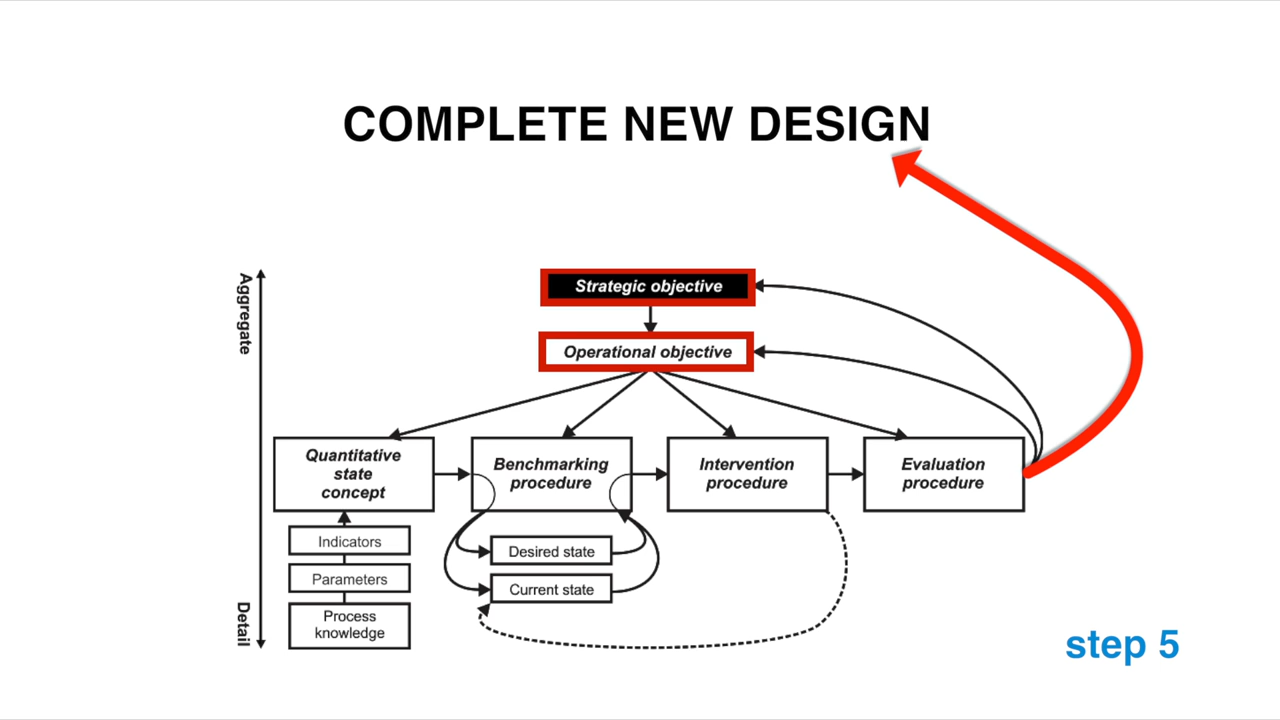 COMPLETE NEW DESIGN
Aggregate
Detail
Strategic objective
Operational objective
Quantitative
state
concept
Benchmarking
procedure
Intervention
procedure
Evaluation
procedure
Indicators
Parameters
Process
knowledge
Desired state
Current state
step 5